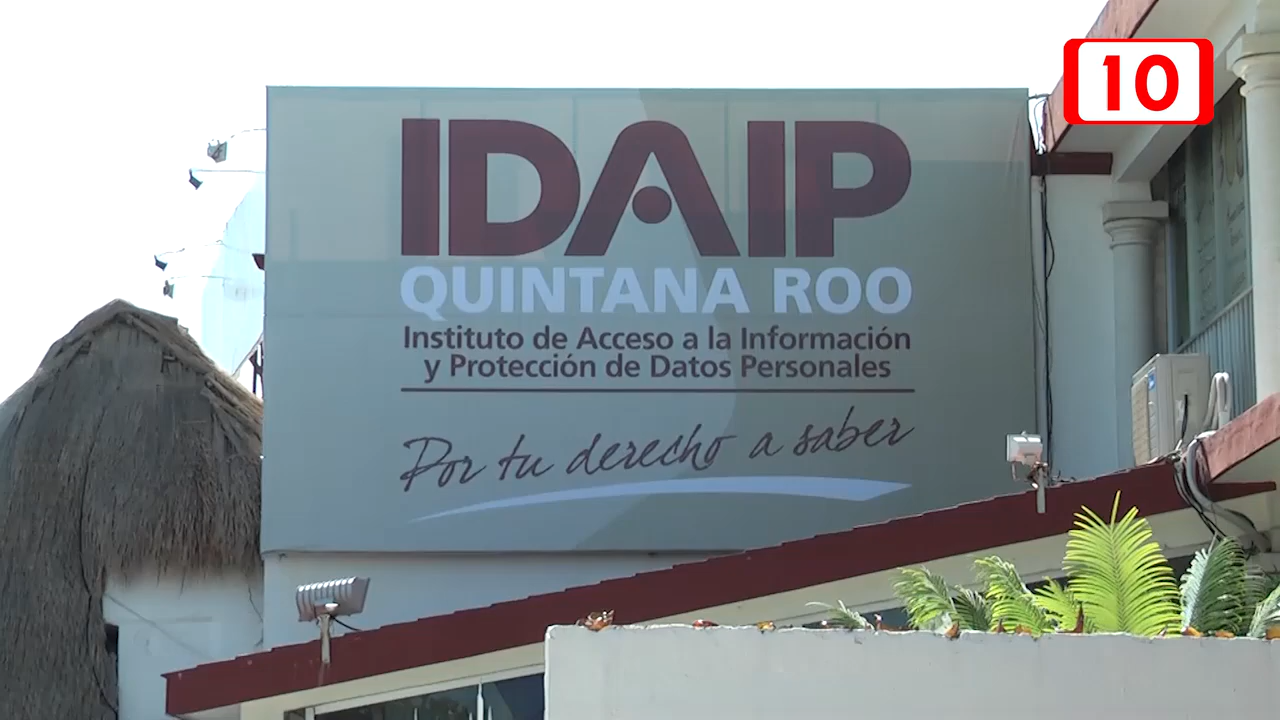 10
IDAIP
QUINTANA ROO
Instituto de Acceso a la Información
y Protección de Datos Personales
Por tu derecho a saber